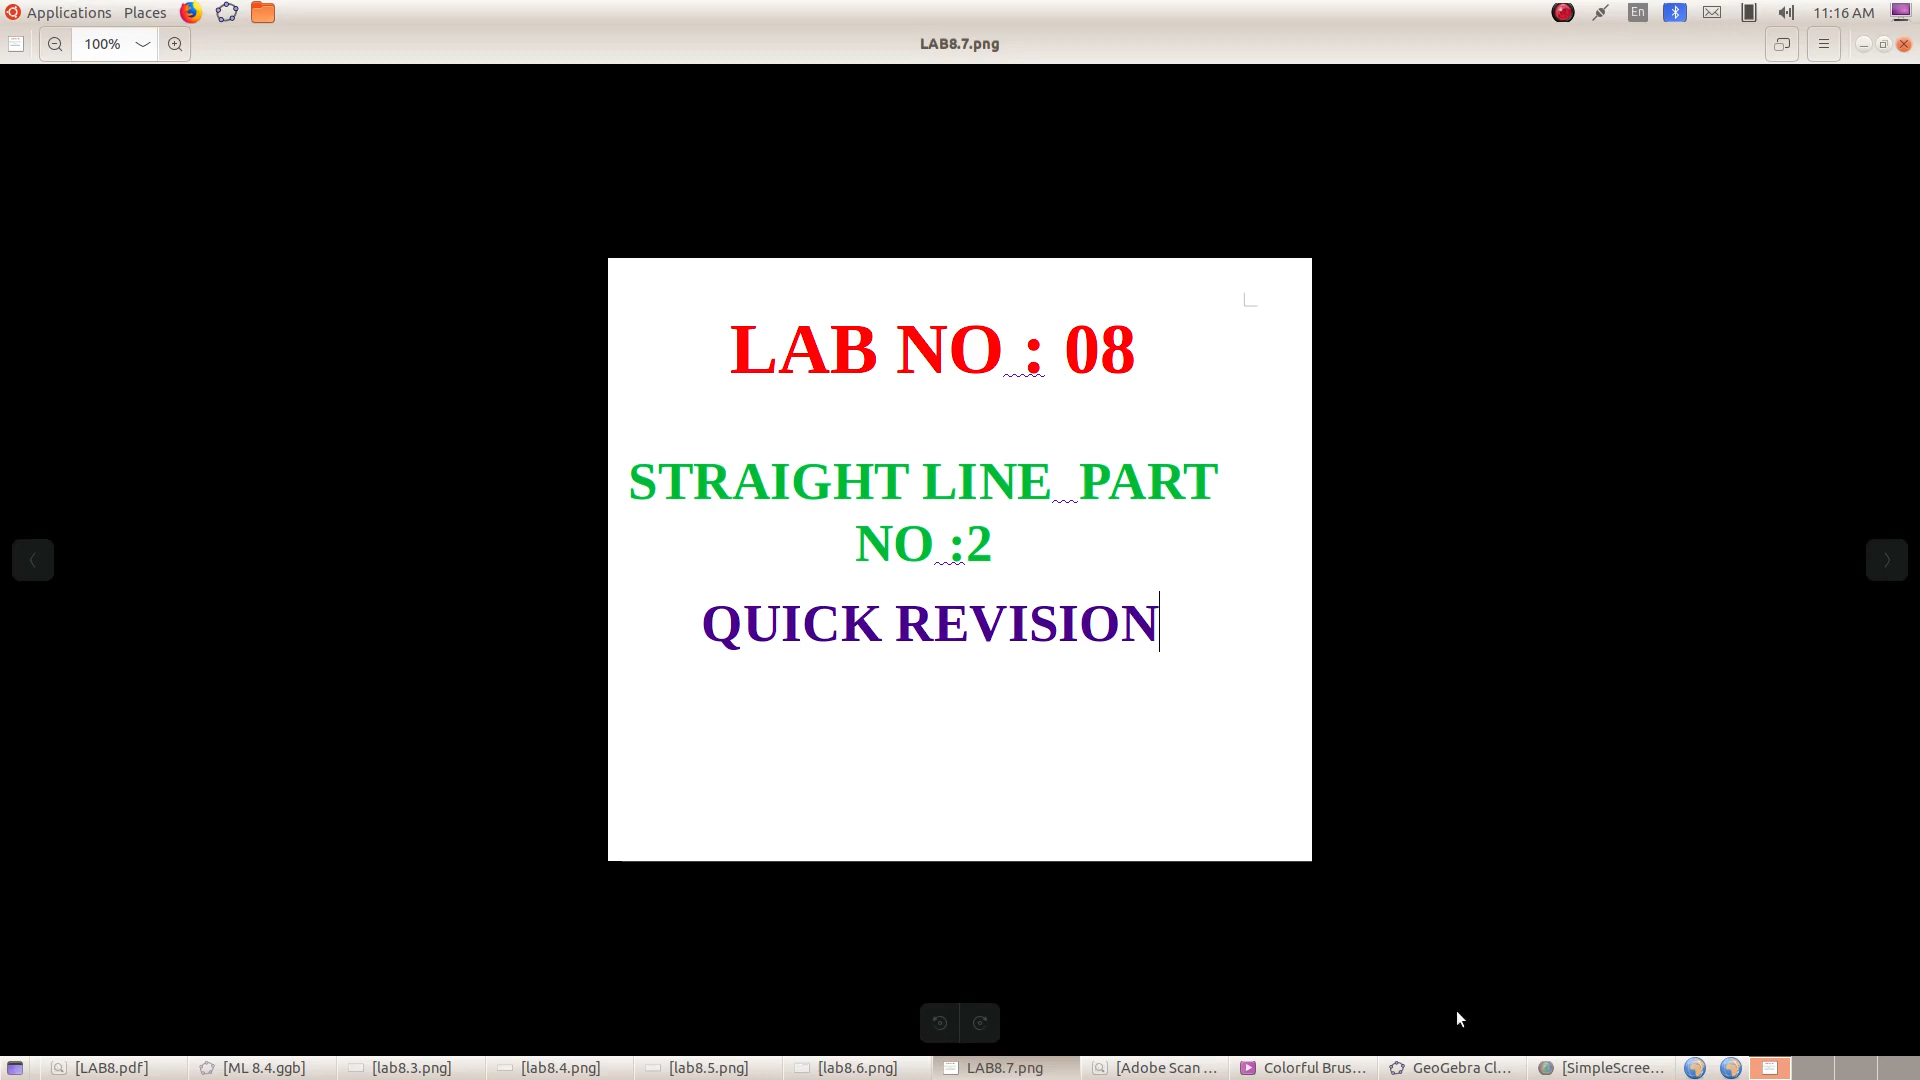 Applications Places En 11:16 AM
100% LAB8.7.png
LAB NO : 08
STRAIGHT LINE PART
NO :2
QUICK REVISION
[LAB8.pdf] [ML 8.4.ggb] [lab8.3.png] [lab8.4.png] [lab8.5.png] [lab8.6.png] LAB8.7.png [Adobe Scan ... Colorful Brus... GeoGebra Cl... [SimpleScree...